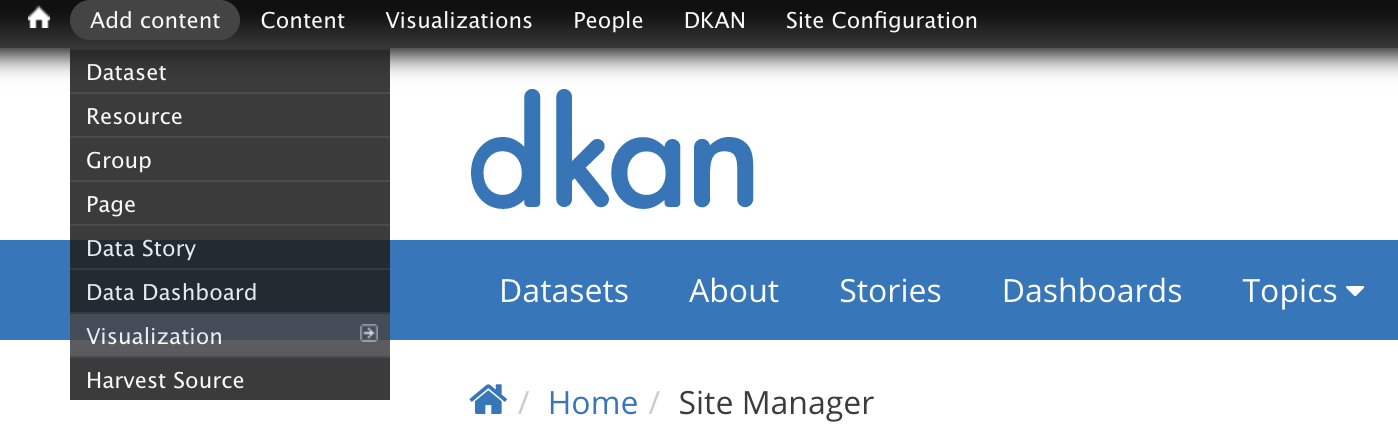 Add content Content Visualizations People DKAN Site Configuration
Dataset
Resource
Group
Page
Data Story
Data Dashboard
Visualization
Harvest Source
dkan
Datasets About Stories Dashboards Topics
/ Home / Site Manager